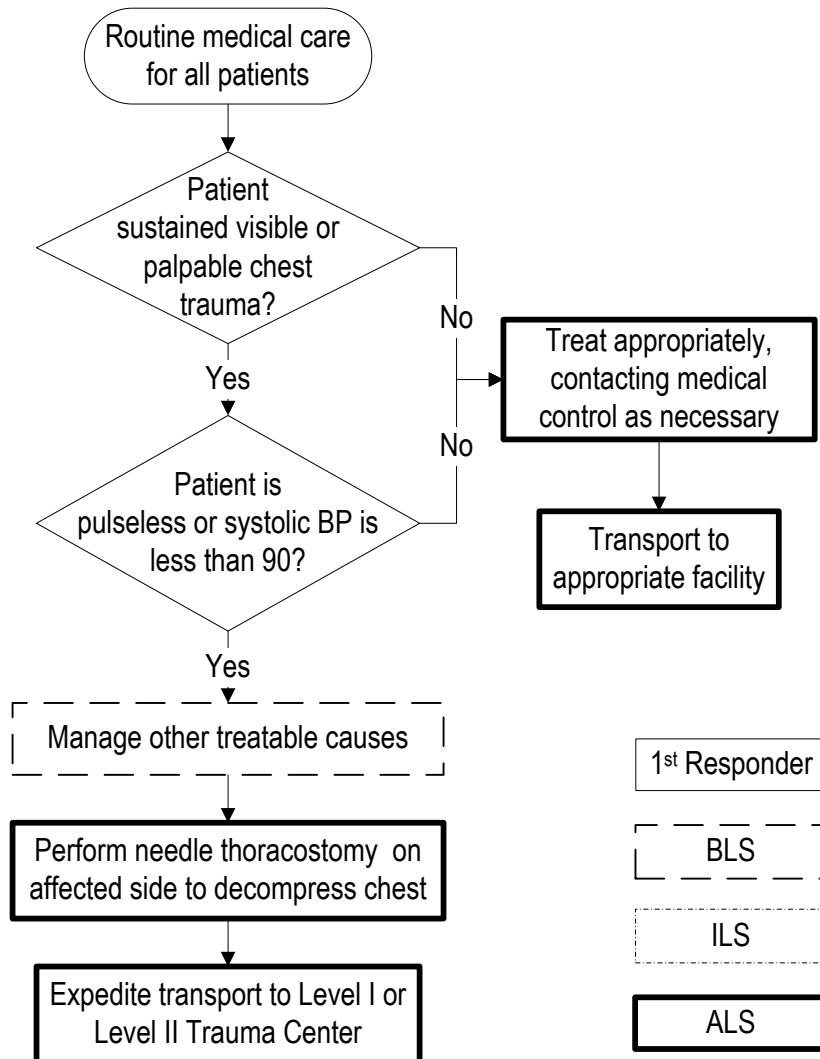 Routine medical care
for all patients
Patient
sustained visible or
palpable chest
trauma?
No
Yes
Treat appropriately,
contacting medical
control as necessary
No
Patient is
pulseless or systolic BP is
less than 90?
Transport to
appropriate facility
Yes
Manage other treatable causes
Perform needle thoracostomy on
affected side to decompress chest
Expedite transport to Level I or
Level II Trauma Center
1st Responder
BLS
ILS
ALS